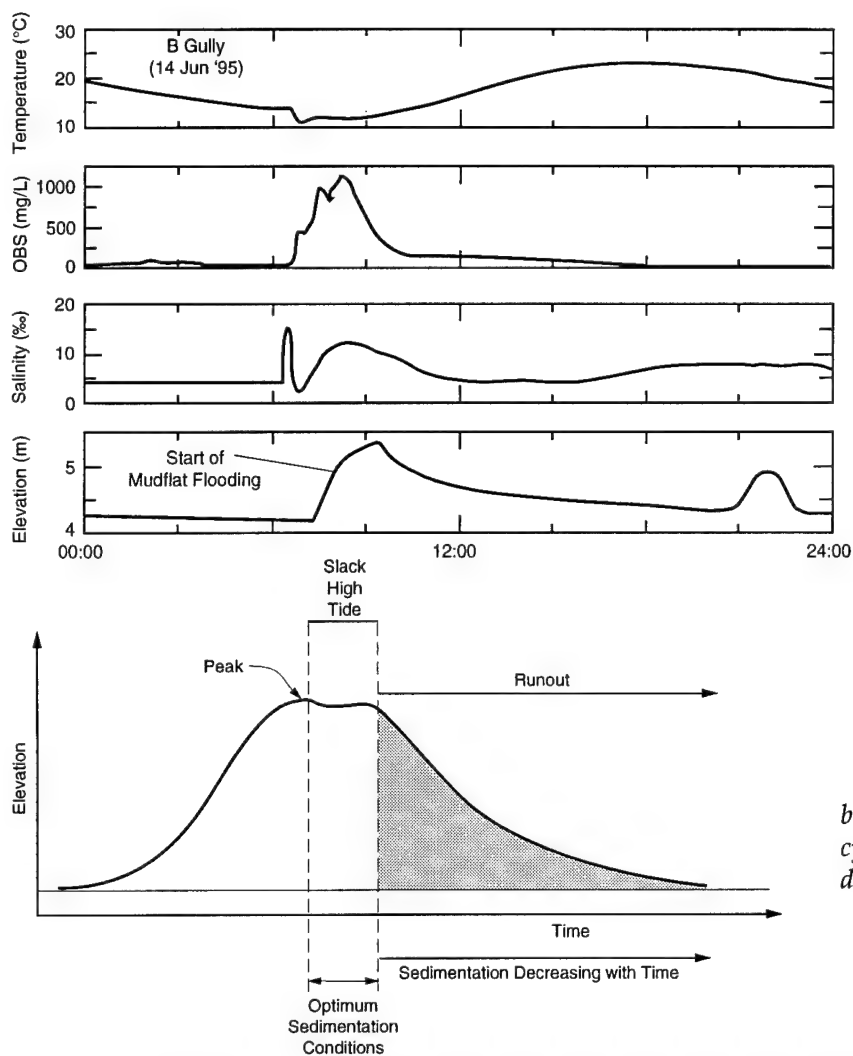 Temperature (°C)
30
20
10
B Gully
(14 Jun '95)
OBS (mg/L)
1000
500
0
Salinity (‰)
20
10
0
Elevation (m)
5
4
Start of
Mudflat Flooding
00:00
12:00
24:00
Slack
High
Tide
Peak
Runout
Elevation
Time
Sedimentation Decreasing with Time
Optimum
Sedimentation
Conditions
b
c
d